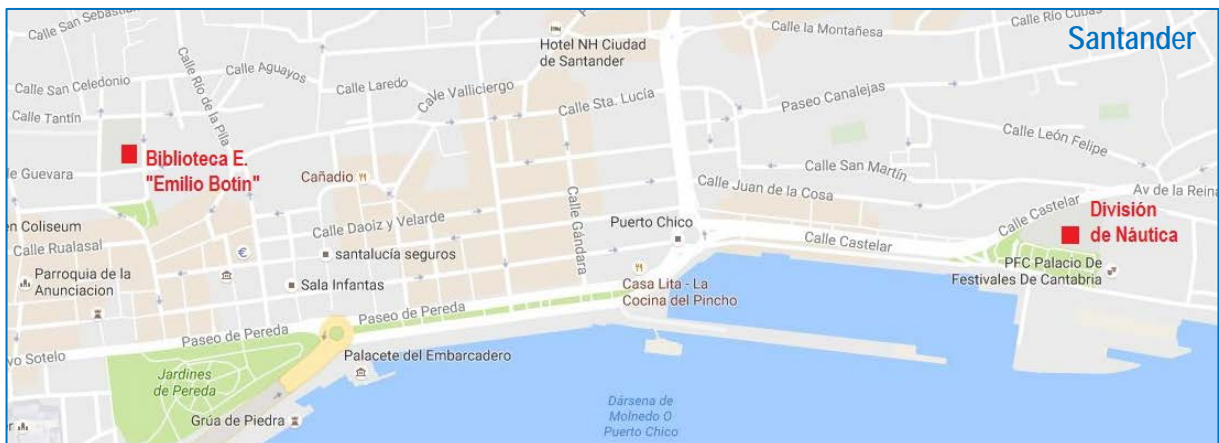 Calle San Sebastián
Calle Río Cubas
Santander
Hotel NH Ciudad
de Santander
Calle la Montañesa
Calle Aguayos
Calle San Celedonio
Calle Laredo
Calle Valliciergo
Calle Río de la Pila
Calle Sta. Lucía
Paseo Canalejas
Calle Tantín
Calle León Felipe
Biblioteca E.
"Emilio Botin"
Cañadio
Calle San Martín
le Guevara
Calle Juan de la Cosa
Av de la Reina
Calle Gándara
Calle Castelar
División
de Náutica
en Coliseum
Calle Daoiz y Velarde
Puerto Chico
Calle Rualasal
Calle Castelar
santalucía seguros
PFC Palacio De
Festivales De Cantabria
Parroquia de la
Anunciacion
Sala Infantas
Casa Lita - La
Cocina del Pincho
Paseo de Pereda
Paseo de Pereda
vo Sotelo
Palacete del Embarcadero
Jardines
de Pereda
Grúa de Piedra
Dársena de
Molnedo O
Puerto Chico
er